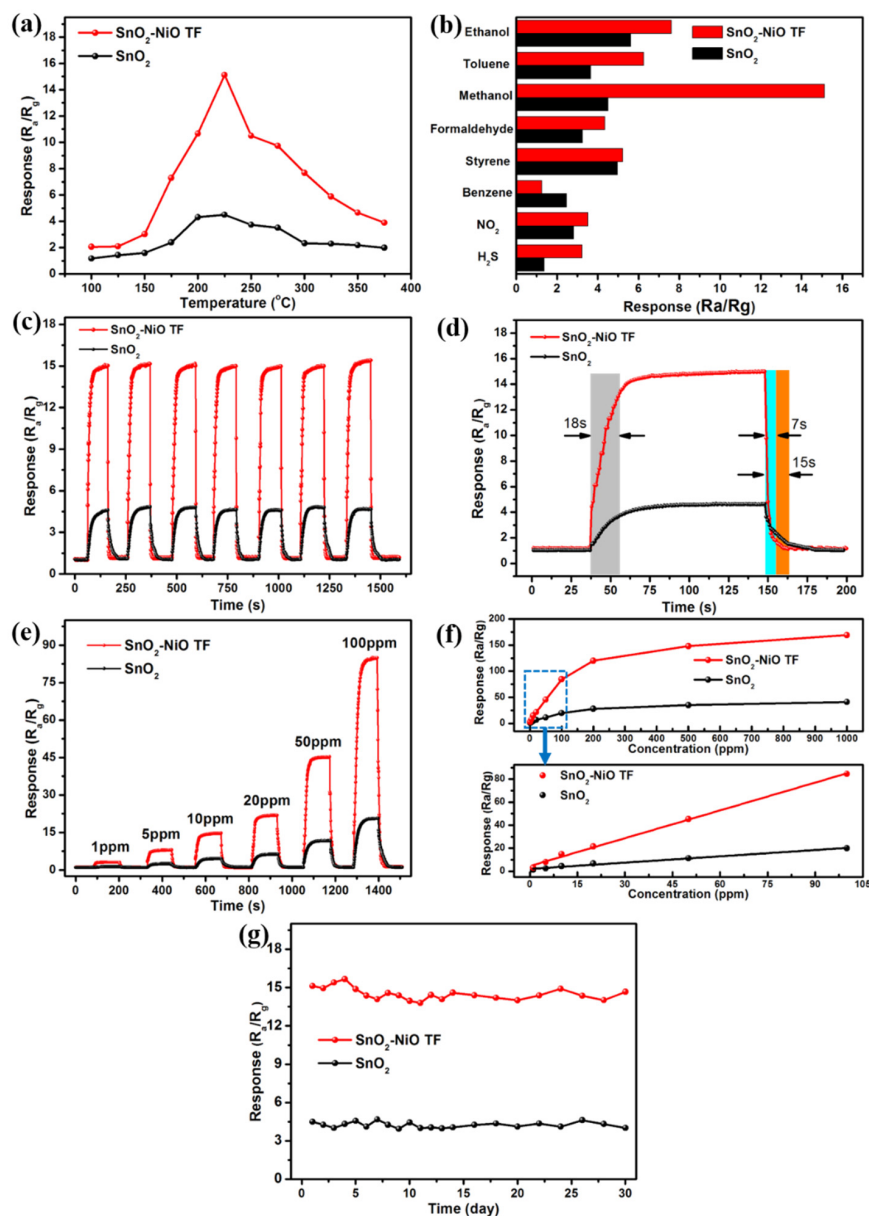 (a)
SnO2-NiO TF
SnO2
Response (Ra/Rg)
18
16
14
12
10
8
6
4
2
0
100 150 200 250 300 350 400
Temperature (°C)
(b)
SnO2-NiO TF
SnO2
Ethanol
Toluene
Methanol
Formaldehyde
Styrene
Benzene
NO2
H2S
0 2 4 6 8 10 12 14 16
Response (Ra/Rg)
(c)
SnO2-NiO TF
SnO2
Response (Ra/Rg)
18
15
12
9
6
3
0
0 250 500 750 1000 1250 1500
Time (s)
(d)
SnO2-NiO TF
SnO2
Response (Ra/Rg)
16
14
12
10
8
6
4
2
0
18s
7s
15s
0 25 50 75 100 125 150 175 200
Time (s)
(e)
SnO2-NiO TF
SnO2
Response (Ra/Rg)
90
75
60
45
30
15
0
1ppm
5ppm
10ppm
20ppm
50ppm
100ppm
0 200 400 600 800 1000 1200 1400
Time (s)
(f)
Response (Ra/Rg)
200
150
125
100
75
50
25
0
SnO2-NiO TF
SnO2
0 100 200 300 400 500 600 700 800 900 1000
Concentration (ppm)
SnO2-NiO TF
SnO2
Response (Ra/Rg)
80
60
40
20
0
0 15 30 45 60 75 90 105
Concentration (ppm)
(g)
Response (Ra/Rg)
18
15
12
9
6
3
0
SnO2-NiO TF
SnO2
0 5 10 15 20 25 30
Time (day)